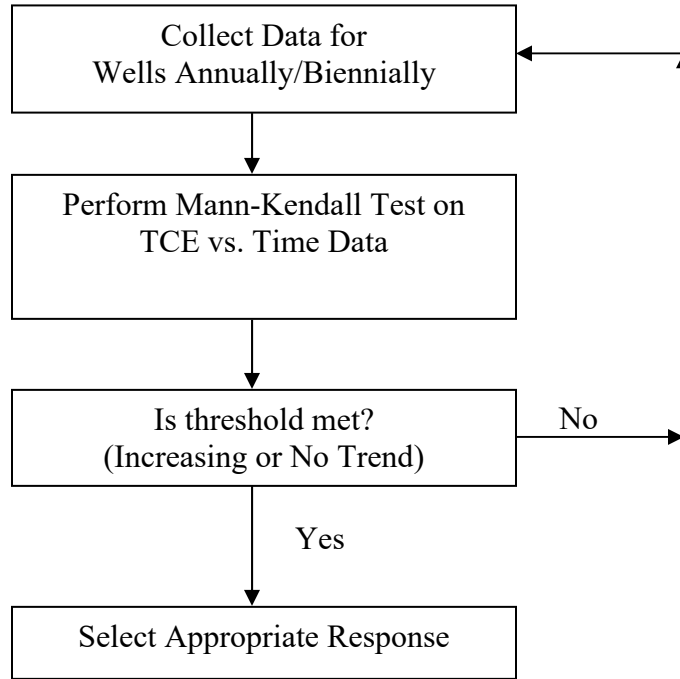 Collect Data for
Wells Annually/Biennially
Perform Mann-Kendall Test on
TCE vs. Time Data
Is threshold met?
(Increasing or No Trend)
No
Yes
Select Appropriate Response